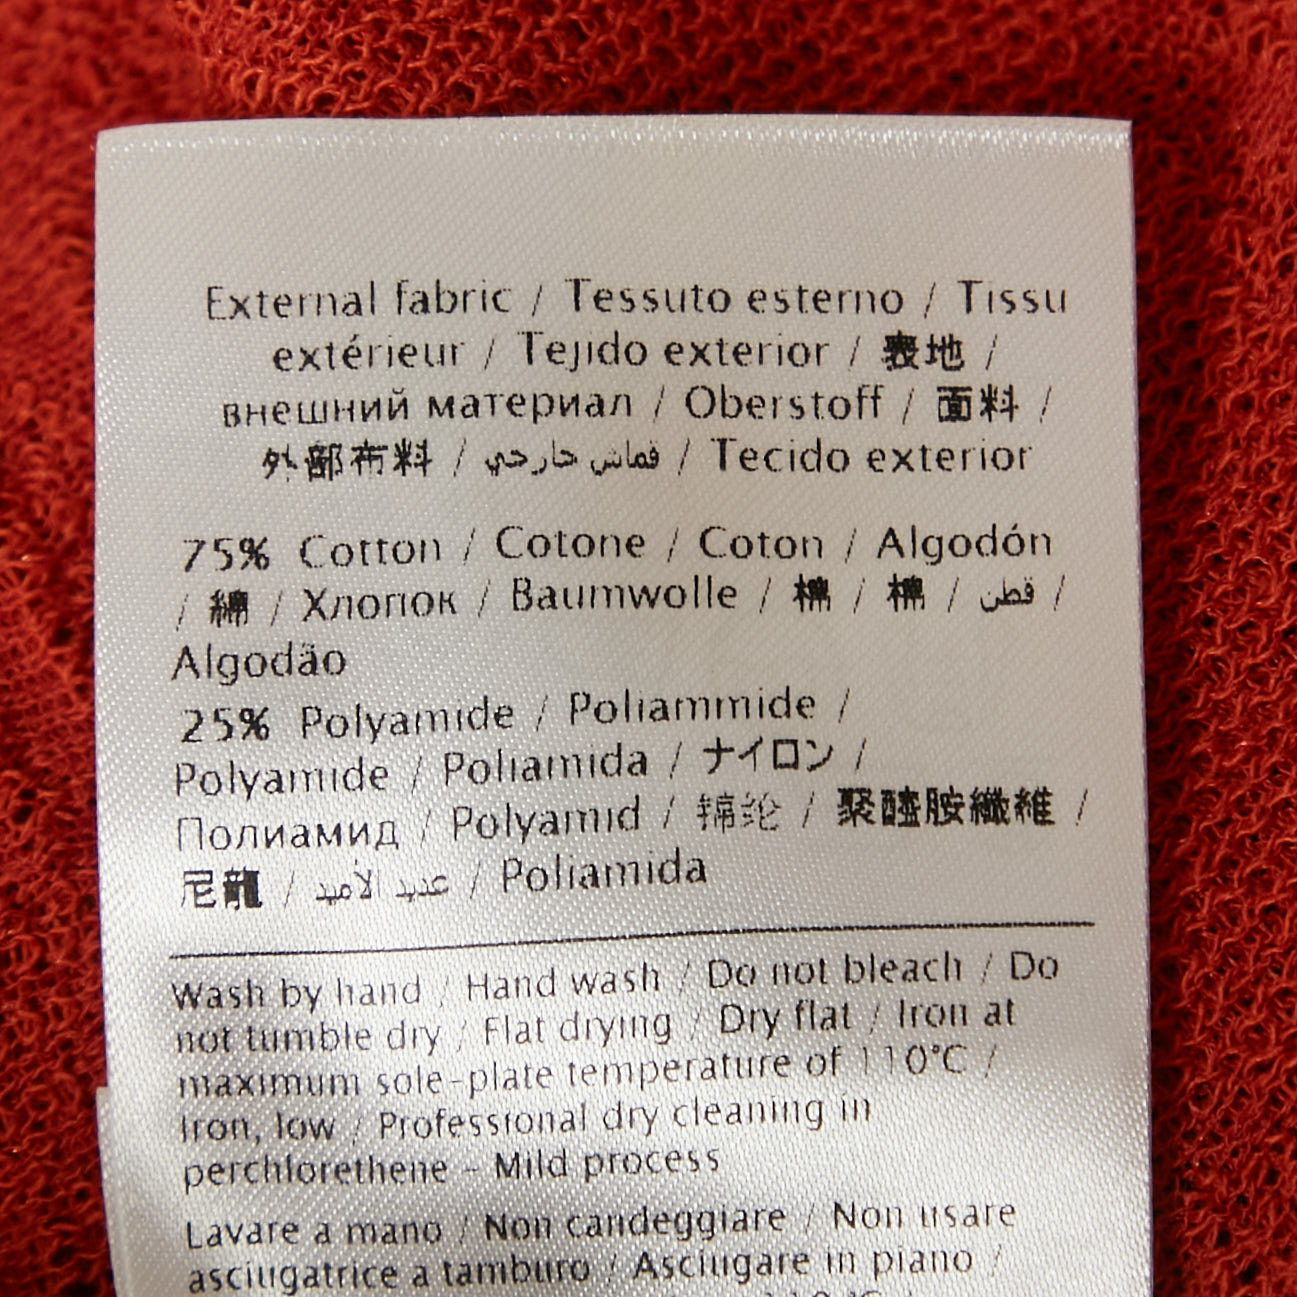 External fabric / Tessuto esterno / Tissu
extérieur / Tejido exterior / 表地 /
внешний материал / Oberstoff / 面料 /
外部布料 / قماش خارجي / Tecido exterior
75% Cotton / Cotone / Coton / Algodón
/ 綿 / Хлопок / Baumwolle / 棉 / 棉 / قطن /
Algodão
25% Polyamide / Poliammide /
Polyamide / Poliamida / ナイロン /
Полиамид / Polyamid / 锦纶 / 聚醯胺纖維 /
尼龍 / عديد الأميد / Poliamida
Wash by hand / Hand wash / Do not bleach / Do
not tumble dry / Flat drying / Dry flat / Iron at
maximum sole-plate temperature of 110°C /
Iron, low / Professional dry cleaning in
perchlorethene - Mild process
Lavare a mano / Non candeggiare / Non usare
asciugatrice a tamburo / Asciugare in piano /